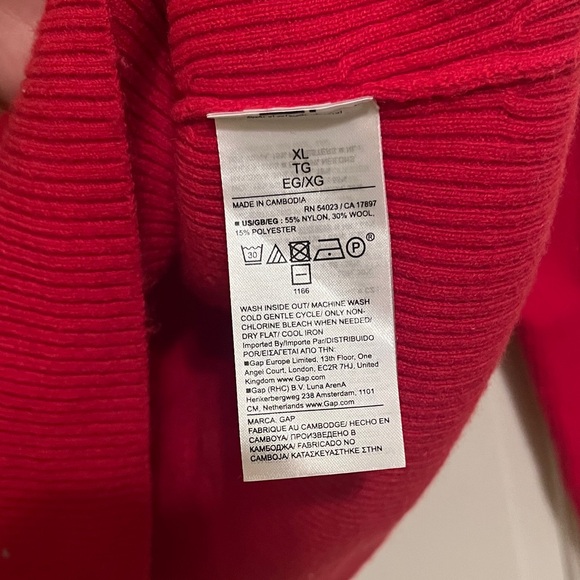 XL
TG
EG/XG
MADE IN CAMBODIA
RN 54023 / CA 17897
■ US/GB/EG : 55% NYLON, 30% WOOL,
15% POLYESTER
30 P ®
1166
WASH INSIDE OUT/ MACHINE WASH
COLD GENTLE CYCLE/ ONLY NON-
CHLORINE BLEACH WHEN NEEDED/
DRY FLAT/ COOL IRON
Imported By/Importe Par/DISTRIBUIDO
POR/ΕΙΣΑΓΕΤΑΙ ΑΠΟ ΤΗΝ:
■Gap Europe Limited, 13th Floor, One
Angel Court, London, EC2R 7HJ, United
Kingdom www.Gap.com
■Gap (RHC) B.V. Luna ArenA
Herikerbergweg 238 Amsterdam, 1101
CM, Netherlands www.Gap.com
MARCA. GAP
FABRIQUE AU CAMBODGE/ HECHO EN
CAMBOYA/ ПРОИЗВЕДЕНО В
КАМБОДЖА/ FABRICADO NO
CAMBOJA/ ΚΑΤΑΣΚΕΥΑΣΤΗΚΕ ΣΤΗΝ